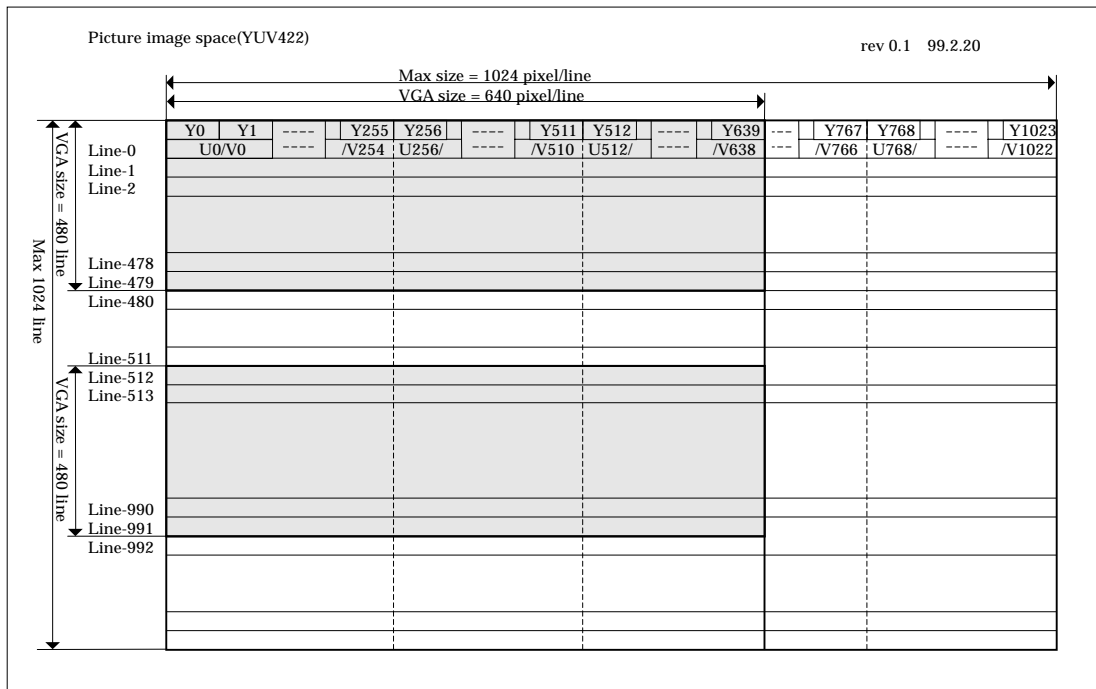 Picture image space(YUV422)
rev 0.1 99.2.20
Max size = 1024 pixel/line
VGA size = 640 pixel/line
Y0 Y1 ---- Y255 Y256 ---- Y511 Y512 ---- Y639 ---- Y767 Y768 ---- Y1023
Line-0 U0/V0 ---- /V254 U256/ ---- /V510 U512/ ---- /V638 --- /V766 U768/ ---- /V1022
Line-1
Line-2
VGA size = 480 line
Max 1024 line
Line-478
Line-479
Line-480
Line-511
Line-512
Line-513
VGA size = 480 line
Line-990
Line-991
Line-992